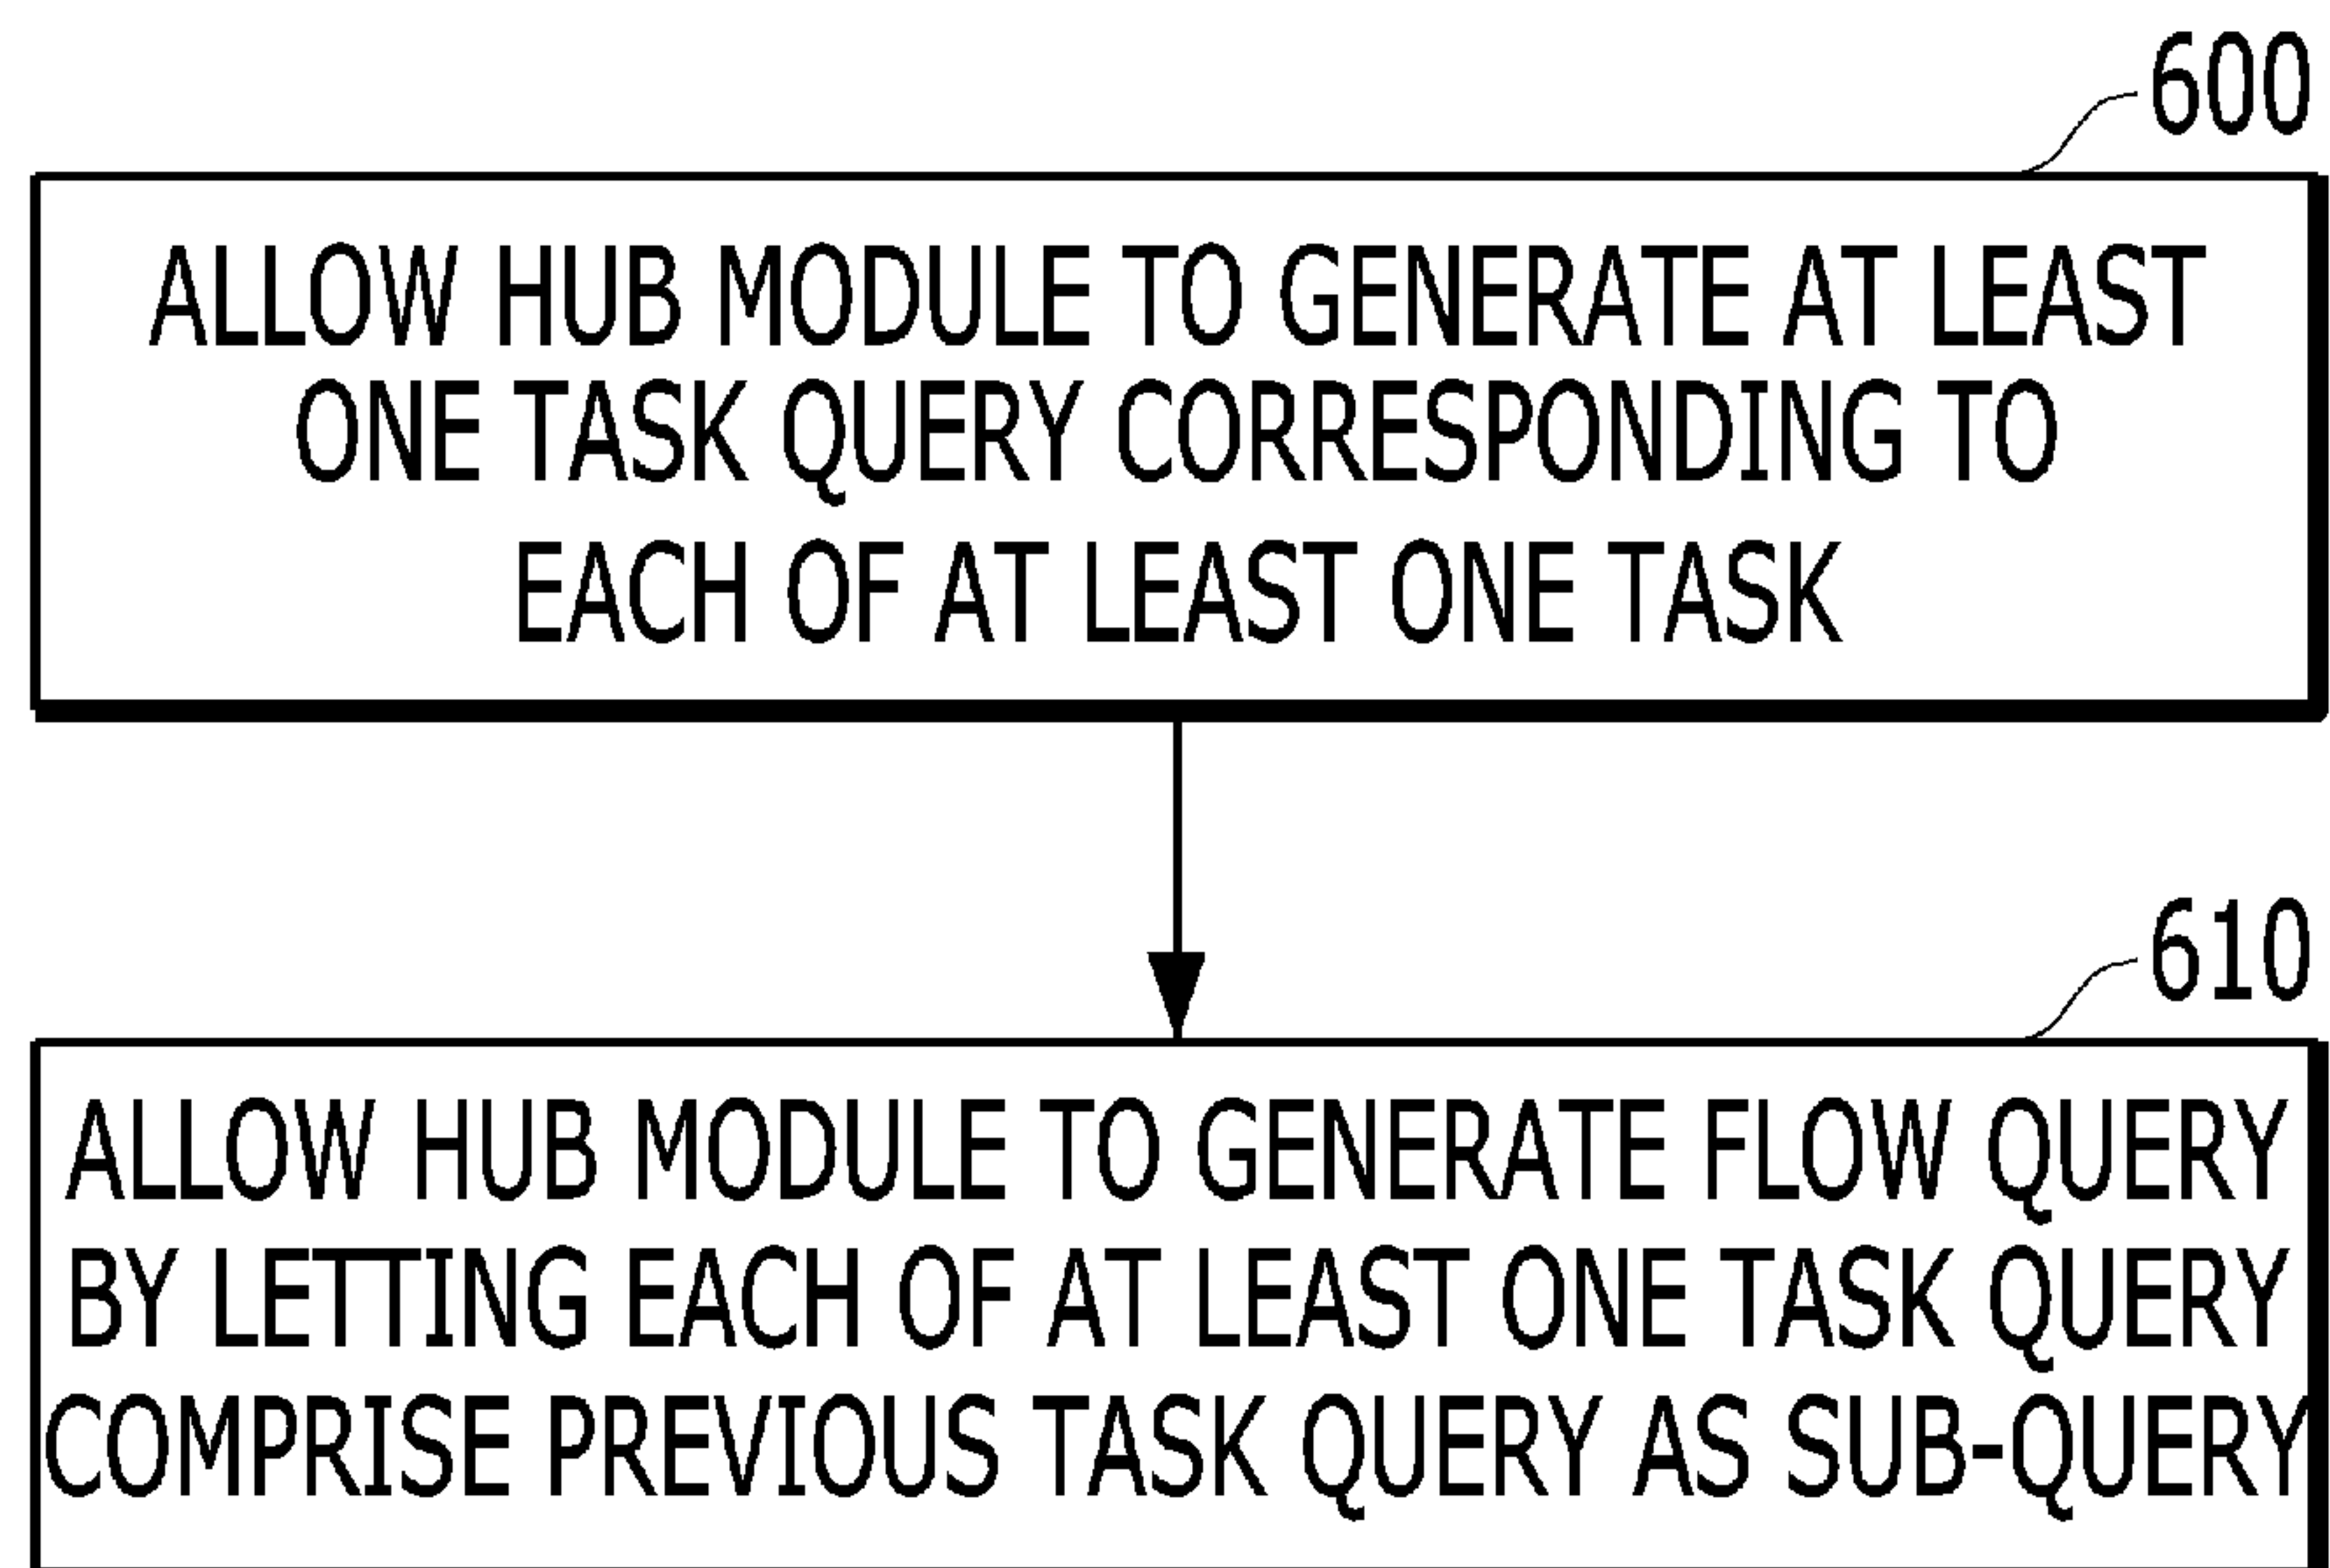 600
ALLOW HUB MODULE TO GENERATE AT LEAST
ONE TASK QUERY CORRESPONDING TO
EACH OF AT LEAST ONE TASK
610
ALLOW HUB MODULE TO GENERATE FLOW QUERY
BY LETTING EACH OF AT LEAST ONE TASK QUERY
COMPRISE PREVIOUS TASK QUERY AS SUB-QUERY